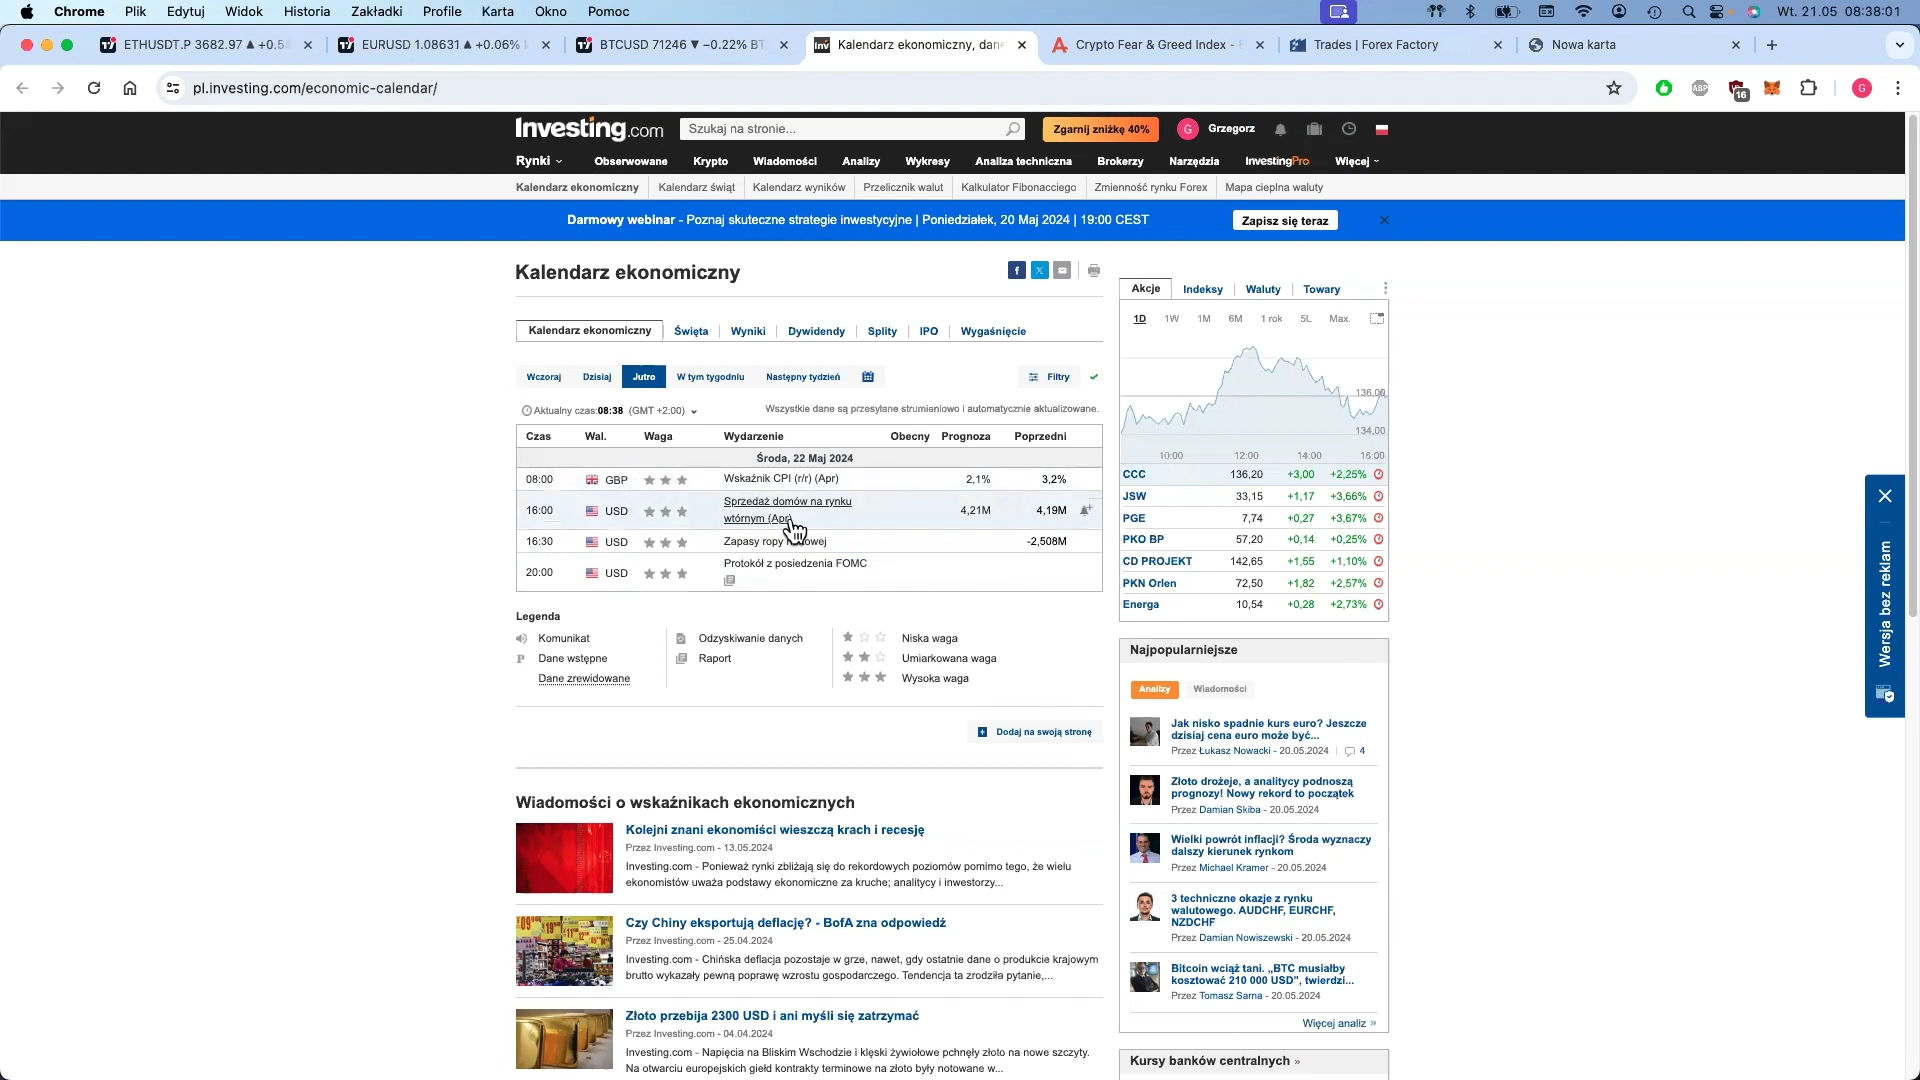 Chrome Plik Edytuj Widok Historia Zakładki Profile Karta Okno Pomoc Wt. 21.05 08:38:01
ETHUSDT.P 3682.97 ▲ +0.5
EURUSD 1.08631 ▲ +0.06%
BTCUSD 71246 ▼ −0.22% BT
Kalendarz ekonomiczny, dane
Crypto Fear & Greed Index -
Trades | Forex Factory
Nowa karta
pl.investing.com/economic-calendar/
ABP
16
G
Investing.com
Szukaj na stronie...
Zgarnij zniżkę 40%
G
Grzegorz
Rynki Obserwowane Krypto Wiadomości Analizy Wykresy Analiza techniczna Brokerzy Narzędzia InvestingPro Więcej
Kalendarz ekonomiczny Kalendarz świąt Kalendarz wyników Przelicznik walut Kalkulator Fibonacciego Zmienność rynku Forex Mapa cieplna waluty
Darmowy webinar - Poznaj skuteczne strategie inwestycyjne | Poniedziałek, 20 Maj 2024 | 19:00 CEST Zapisz się teraz
Kalendarz ekonomiczny
Kalendarz ekonomiczny Święta Wyniki Dywidendy Splity IPO Wygaśnięcie
Wczoraj Dzisiaj Jutro W tym tygodniu Następny tydzień Filtry
Aktualny czas:08:38 (GMT +2:00) Wszystkie dane są przesyłane strumieniowo i automatycznie aktualizowane.
Czas Wal. Waga Wydarzenie Obecny Prognoza Poprzedni
Środa, 22 Maj 2024
08:00 GBP Wskaźnik CPI (r/r) (Apr) 2,1% 3,2%
16:00 USD Sprzedaż domów na rynku
wtórnym (Apr) 4,21M 4,19M
16:30 USD Zapasy ropy -2,508M
20:00 USD Protokół z posiedzenia FOMC
Legenda
Komunikat Odzyskiwanie danych Niska waga
P Dane wstępne Raport Umiarkowana waga
Dane zrewidowane Wysoka waga
Dodaj na swoją stronę
Wiadomości o wskaźnikach ekonomicznych
Kolejni znani ekonomiści wieszczą krach i recesję
Przez Investing.com - 13.05.2024
Investing.com - Ponieważ rynki zbliżają się do rekordowych poziomów pomimo tego, że wielu
ekonomistów uważa podstawy ekonomiczne za kruche; analitycy i inwestorzy...
Czy Chiny eksportują deflację? - BofA zna odpowiedź
Przez Investing.com - 25.04.2024
Investing.com - Chińska deflacja pozostaje w grze, nawet, gdy ostatnie dane o produkcie krajowym
brutto wykazały pewną poprawę wzrostu gospodarczego. Tendencja ta zrodziła pytanie,...
Złoto przebija 2300 USD i ani myśli się zatrzymać
Przez Investing.com - 04.04.2024
Investing.com - Napięcia na Bliskim Wschodzie i klęski żywiołowe pchnęły złoto na nowe szczyty.
Na otwarciu europejskich giełd kontrakty terminowe na złoto były notowane w...
Akcje Indeksy Waluty Towary
1D 1W 1M 6M 1 rok 5L Max.
136,00
134,00
10:00 12:00 14:00 16:00
CCC 136,20 +3,00 +2,25%
JSW 33,15 +1,17 +3,66%
PGE 7,74 +0,27 +3,67%
PKO BP 57,20 +0,14 +0,25%
CD PROJEKT 142,65 +1,55 +1,10%
PKN Orlen 72,50 +1,82 +2,57%
Energa 10,54 +0,28 +2,73%
Najpopularniejsze
Analizy Wiadomości
Jak nisko spadnie kurs euro? Jeszcze
dzisiaj cena euro może być...
Przez Łukasz Nowacki - 20.05.2024 4
Złoto drożeje, a analitycy podnoszą
prognozy! Nowy rekord to początek
Przez Damian Skiba - 20.05.2024
Wielki powrót inflacji? Środa wyznaczy
dalszy kierunek rynkom
Przez Michael Kramer - 20.05.2024
3 techniczne okazje z rynku
walutowego. AUDCHF, EURCHF,
NZDCHF
Przez Damian Nowiszewski - 20.05.2024
Bitcoin wciąż tani. „BTC musiałby
kosztować 210 000 USD", twierdzi...
Przez Tomasz Sarna - 20.05.2024
Więcej analiz »
Kursy banków centralnych »
Wersja bez reklam